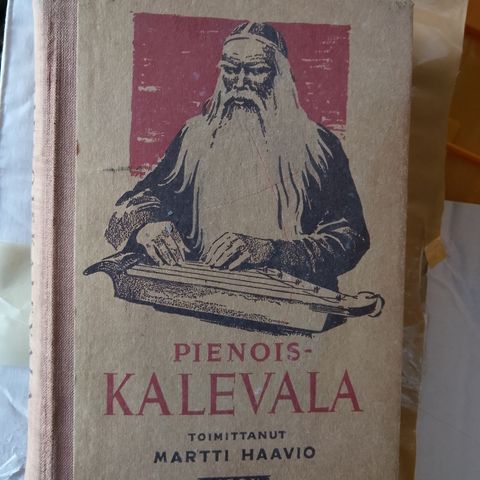 PIENOIS-
KALEVALA
TOIMITTANUT
MARTTI HAAVIO